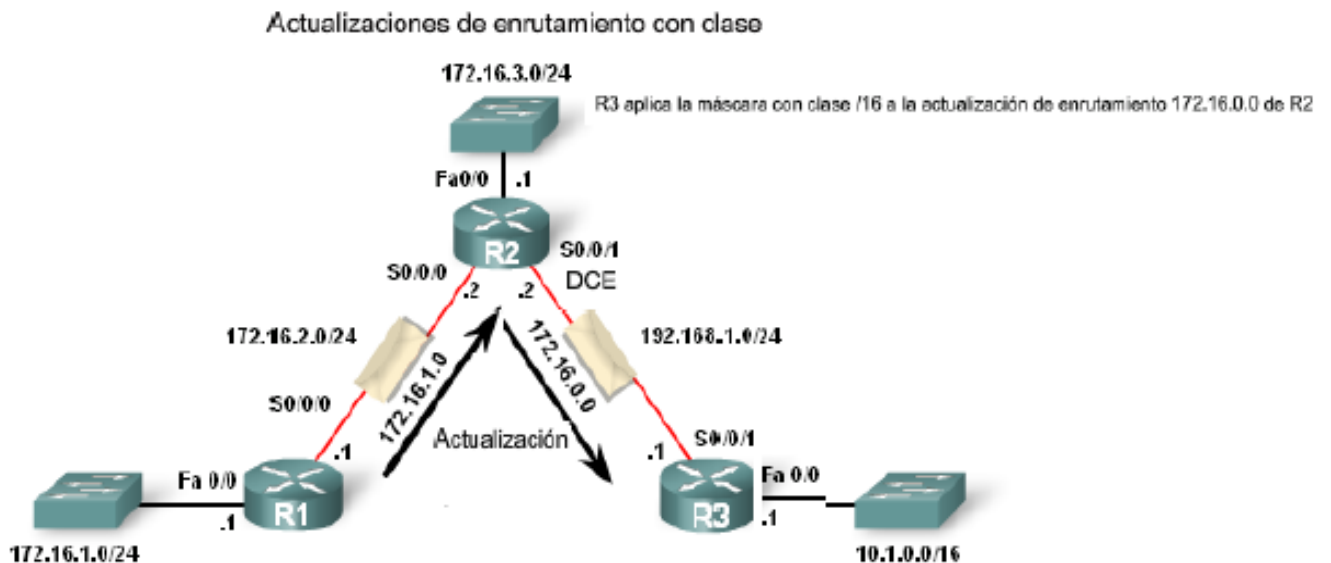 Actualizaciones de enrutamiento con clase
172.16.3.0/24
R3 aplica la máscara con clase /16 a la actualización de enrutamiento 172.16.0.0 de R2
Fa0/0 .1
R2
S0/0/0
S0/0/1
DCE
.2
.2
172.16.2.0/24
192.168.1.0/24
172.16.1.0
172.16.0.0
S0/0/0
.1
Actualización
.1
S0/0/1
Fa 0/0
R1
.1
R3
Fa 0/0
.1
172.16.1.0/24
10.1.0.0/16